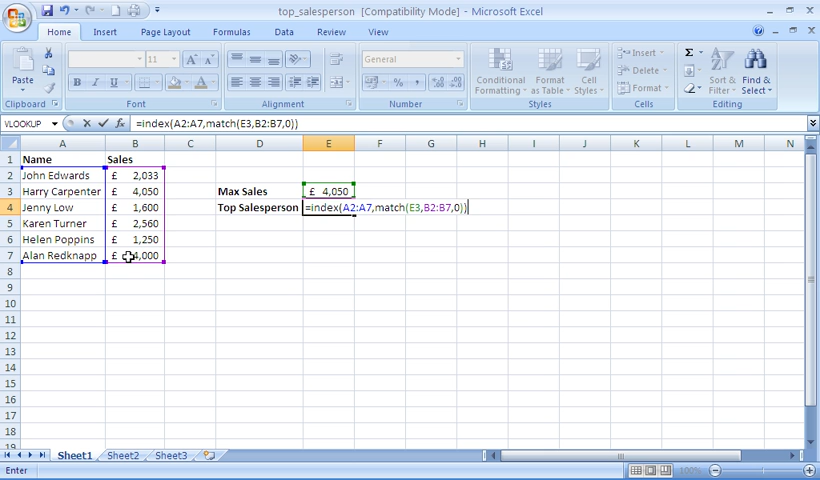 top_salesperson [Compatibility Mode] - Microsoft Excel
Home Insert Page Layout Formulas Data Review View
Paste
11 A A
B I U A
General
% ,
Conditional Formatting
Format as Table
Cell Styles
Insert
Delete
Format
Σ
Sort & Filter
Find & Select
Clipboard Font Alignment Number Styles Cells Editing
VLOOKUP fx =index(A2:A7,match(E3,B2:B7,0))
A B C D E F G H I J K L M N
1 Name Sales
2 John Edwards £ 2,033
3 Harry Carpenter £ 4,050 Max Sales £ 4,050
4 Jenny Low £ 1,600 Top Salesperson =index(A2:A7,match(E3,B2:B7,0))
5 Karen Turner £ 2,560
6 Helen Poppins £ 1,250
7 Alan Redknapp £ 4,000
8
9
10
11
12
13
14
15
16
17
18
19
Sheet1 Sheet2 Sheet3
Enter 100%